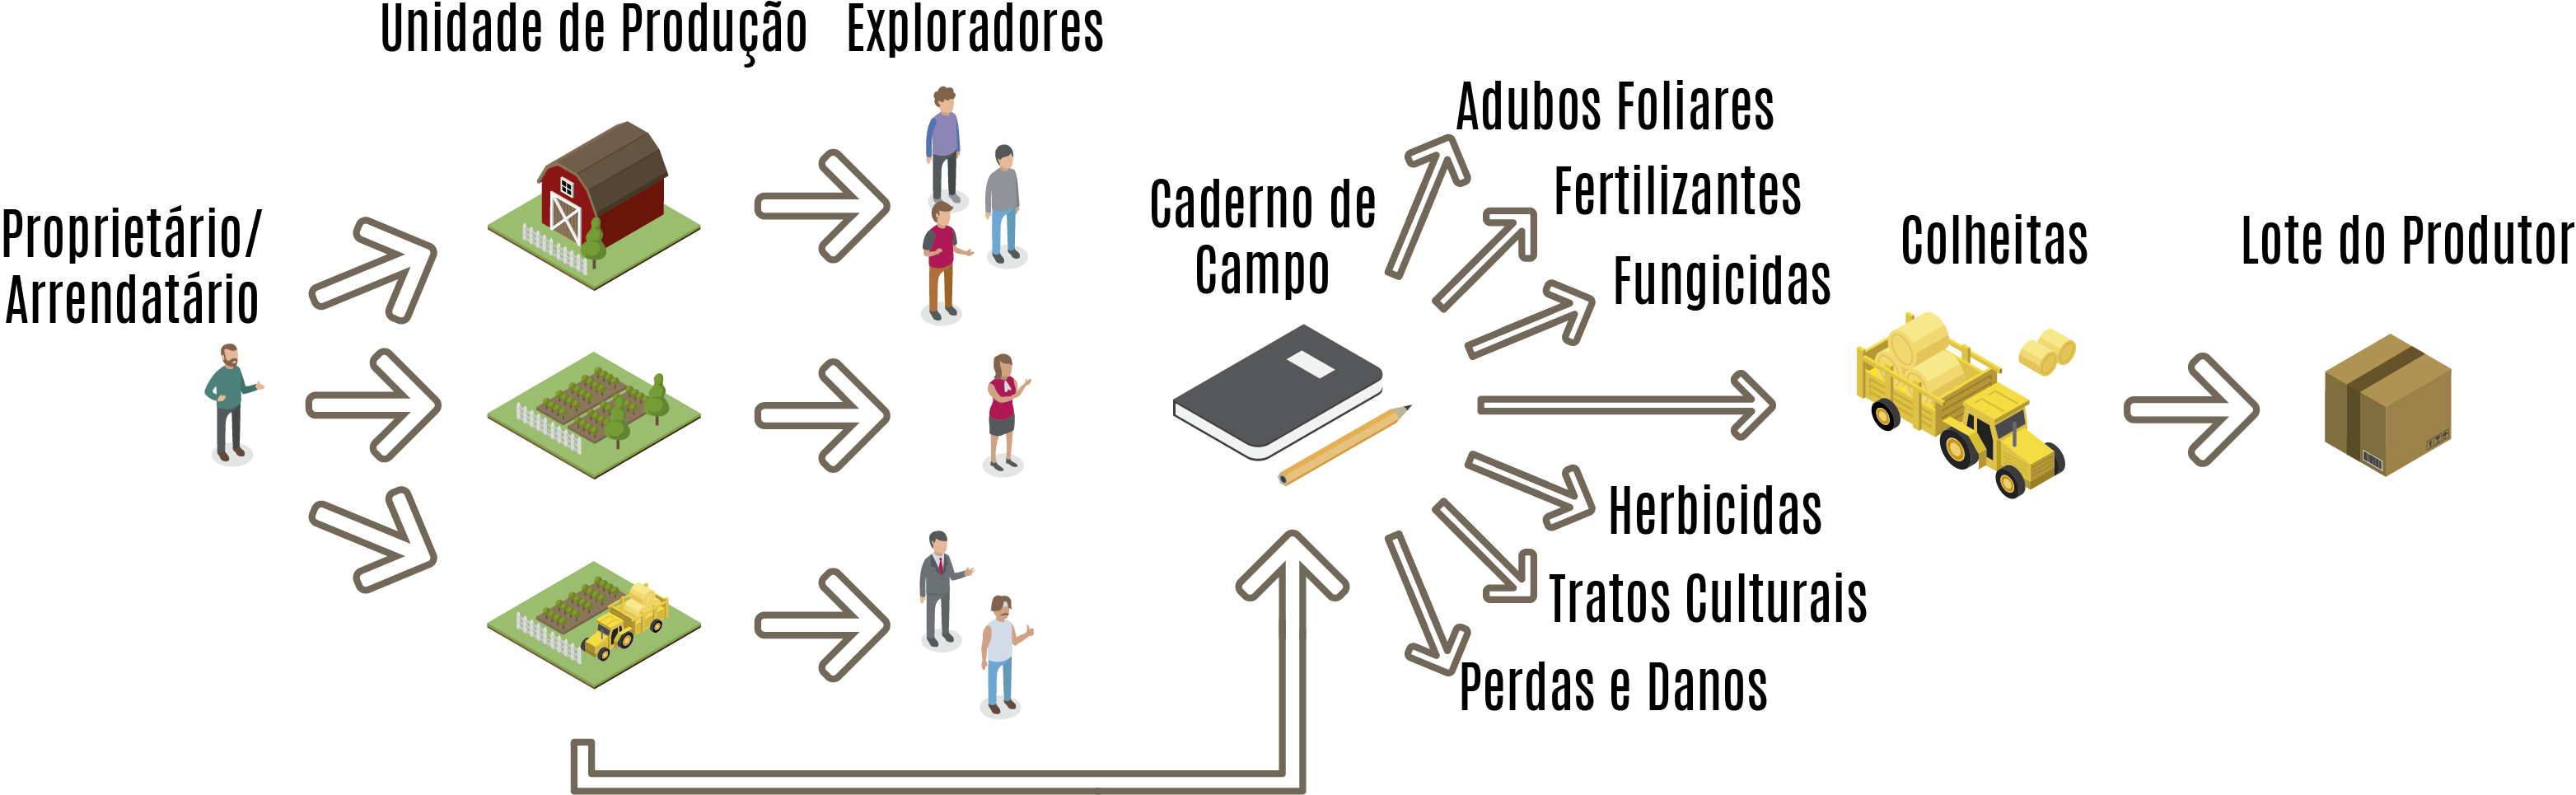 Unidade de Produção
Exploradores
Proprietário/
Arrendatário
Caderno de
Campo
Adubos Foliares
Fertilizantes
Fungicidas
Colheitas
Lote do Produtor
Herbicidas
Tratos Culturais
Perdas e Danos